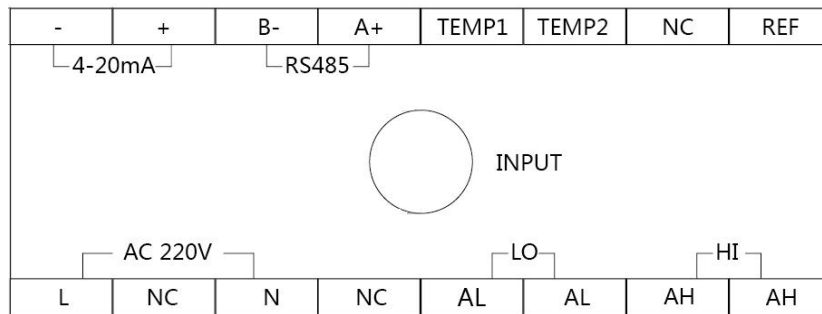 - + B- A+ TEMP1 TEMP2 NC REF
4-20mA RS485
INPUT
AC 220V LO HI
L NC N NC AL AL AH AH